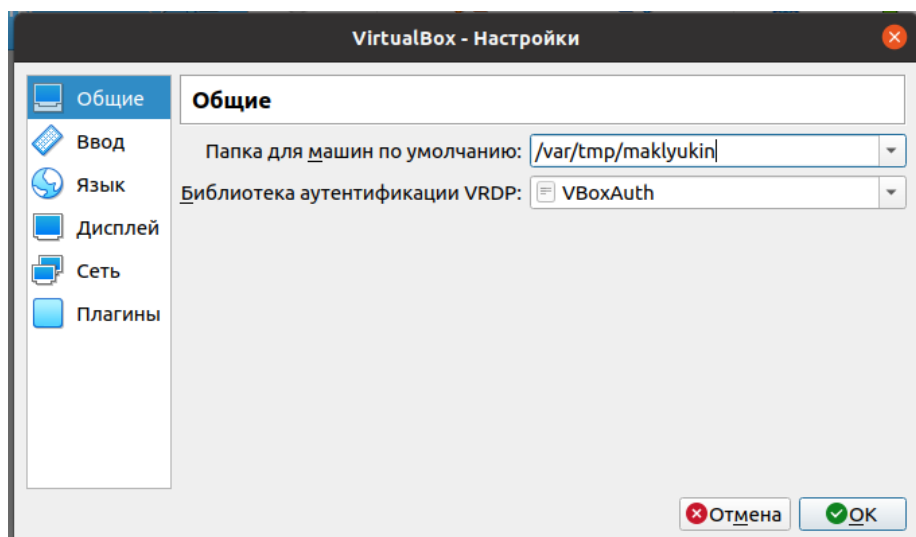 VirtualBox - Настройки
Общие
Ввод
Язык
Дисплей
Сеть
Плагины
Общие
Папка для машин по умолчанию: /var/tmp/maklyukin
Библиотека аутентификации VRDP: VBoxAuth
Отмена
OK